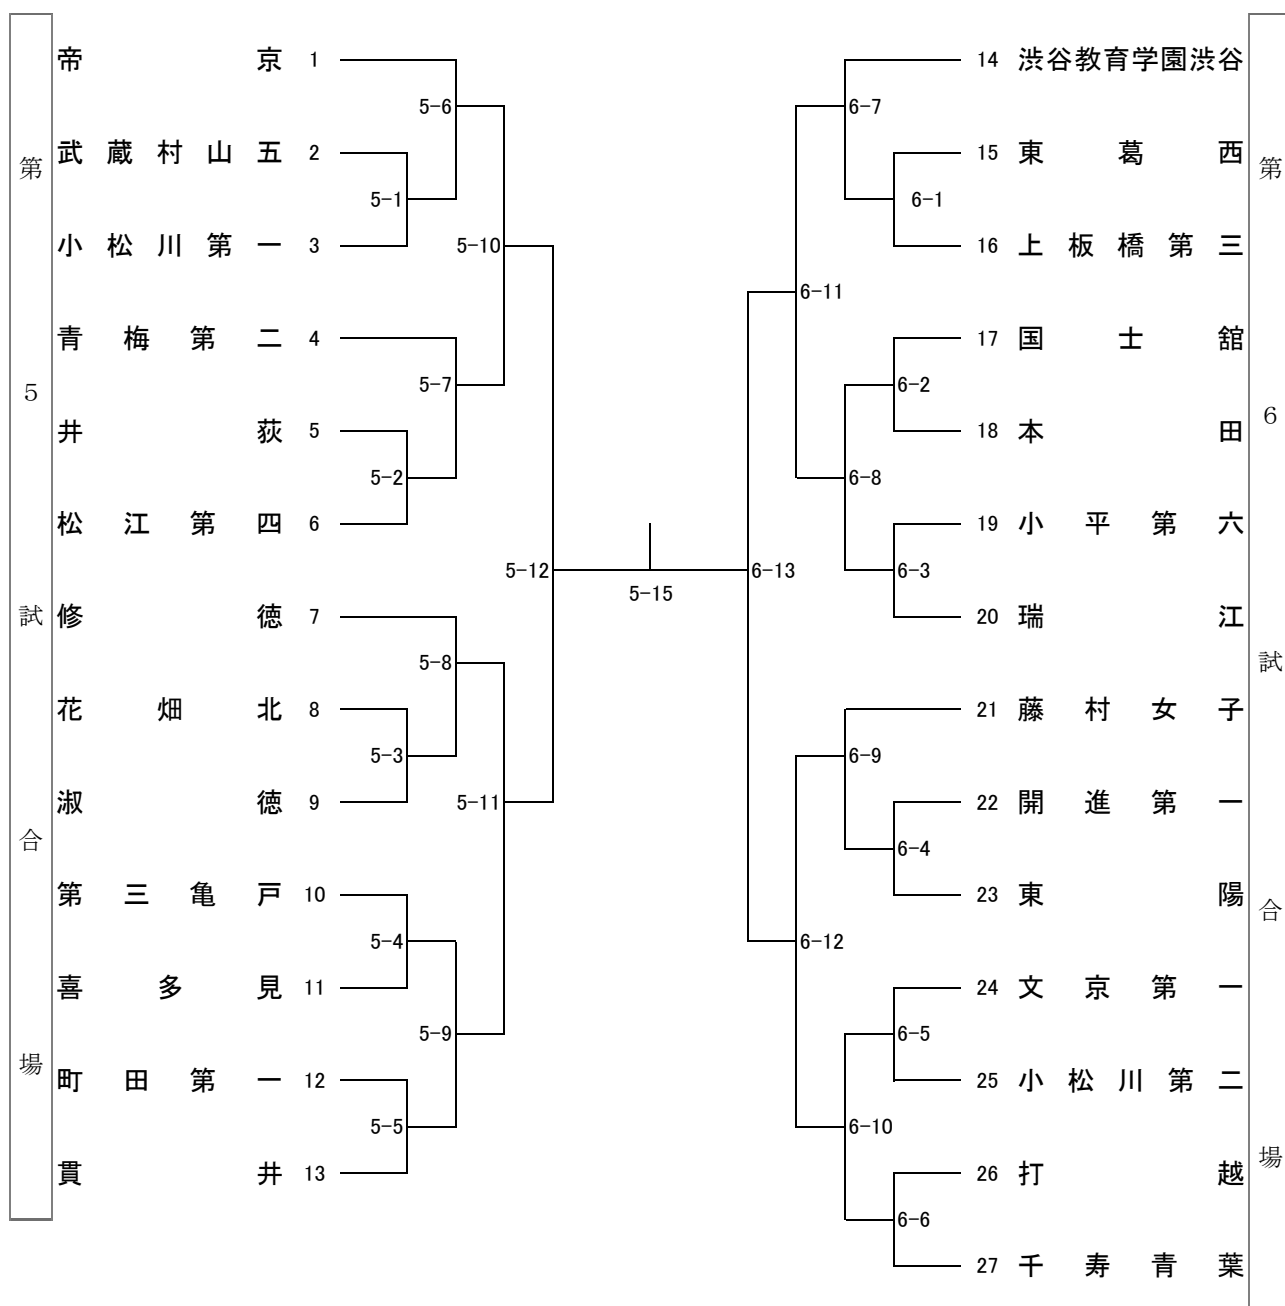 第5試合場
帝京 1
武蔵村山五 2
小松川第一 3
青梅第二 4
井荻 5
松江第四 6
修徳 7
花畑北 8
淑徳 9
第三亀戸 10
喜多見 11
町田第一 12
貫井 13
5-6
5-1
5-10
5-7
5-2
5-12
5-8
5-3
5-11
5-4
5-9
5-5
5-15
6-7
6-1
6-11
6-2
6-8
6-3
6-13
6-9
6-4
6-12
6-5
6-10
6-6
14 渋谷教育学園渋谷
15 東葛西
16 上板橋第三
17 国士舘
18 本田
19 小平第六
20 瑞江
21 藤村女子
22 開進第一
23 東陽
24 文京第一
25 小松川第二
26 打越
27 千寿青葉
第6試合場